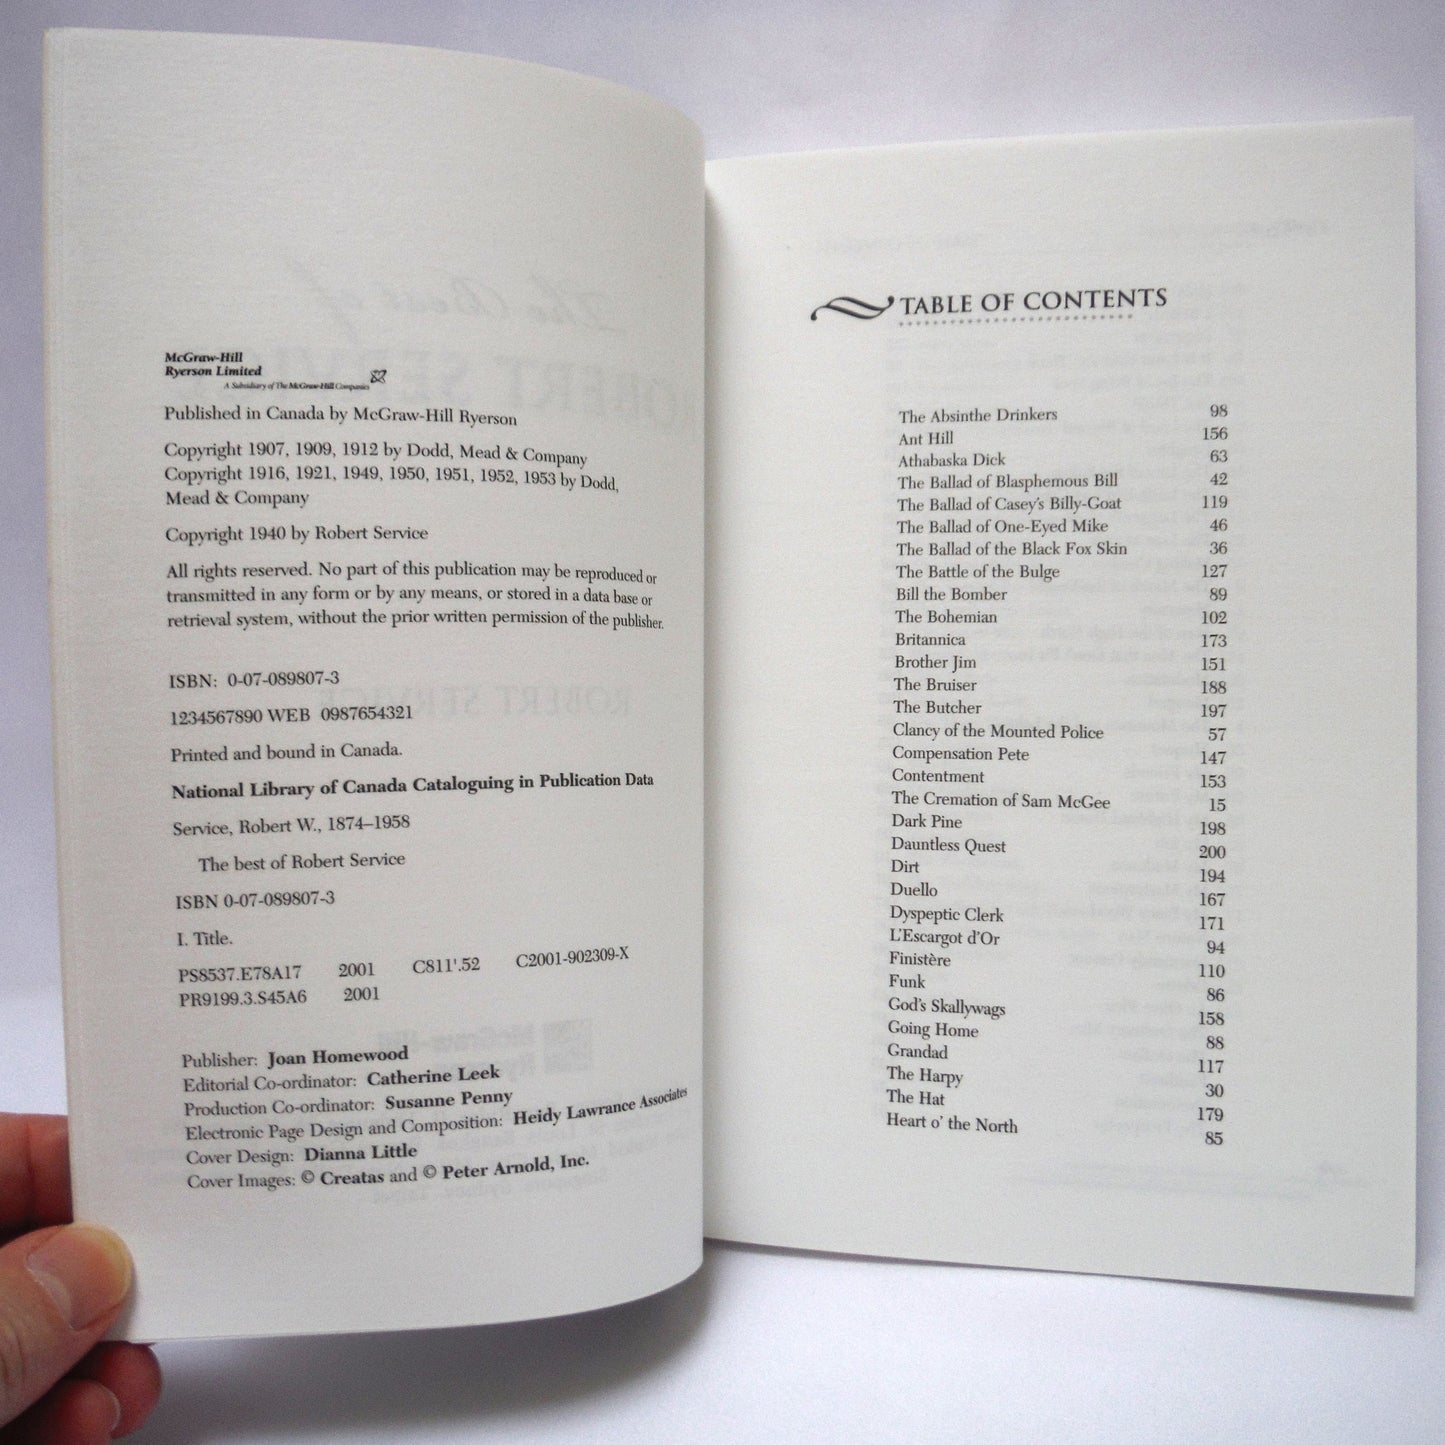 McGraw-Hill
Ryerson Limited
A Subsidiary of The McGraw-Hill Companies
Published in Canada by McGraw-Hill Ryerson
Copyright 1907, 1909, 1912 by Dodd, Mead & Company
Copyright 1916, 1921, 1949, 1950, 1951, 1952, 1953 by Dodd,
Mead & Company
Copyright 1940 by Robert Service
All rights reserved. No part of this publication may be reproduced or
transmitted in any form or by any means, or stored in a data base or
retrieval system, without the prior written permission of the publisher.
ISBN: 0-07-089807-3
1234567890 WEB 0987654321
Printed and bound in Canada.
National Library of Canada Cataloguing in Publication Data
Service, Robert W., 1874–1958
The best of Robert Service
ISBN 0-07-089807-3
I. Title.
PS8537.E78A17 2001 C811'.52 C2001-902309-X
PR9199.3.S45A6 2001
Publisher: Joan Homewood
Editorial Co-ordinator: Catherine Leek
Production Co-ordinator: Susanne Penny
Electronic Page Design and Composition: Heidy Lawrance Associates
Cover Design: Dianna Little
Cover Images: © Creatas and © Peter Arnold, Inc.
TABLE OF CONTENTS
The Absinthe Drinkers 98
Ant Hill 156
Athabaska Dick 63
The Ballad of Blasphemous Bill 42
The Ballad of Casey's Billy-Goat 119
The Ballad of One-Eyed Mike 46
The Ballad of the Black Fox Skin 36
The Battle of the Bulge 127
Bill the Bomber 89
The Bohemian 102
Britannica 173
Brother Jim 151
The Bruiser 188
The Butcher 197
Clancy of the Mounted Police 57
Compensation Pete 147
Contentment 153
The Cremation of Sam McGee 15
Dark Pine 198
Dauntless Quest 200
Dirt 194
Duello 167
Dyspeptic Clerk 171
L'Escargot d'Or 94
Finistère 110
Funk 86
God's Skallywags 158
Going Home 88
Grandad 117
The Harpy 30
The Hat 179
Heart o' the North 85